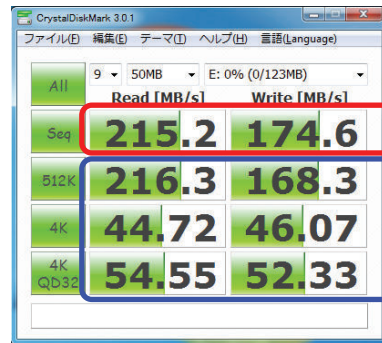 CrystalDiskMark 3.0.1
ファイル(F) 編集(E) テーマ(T) ヘルプ(H) 言語(Language)
All 9 50MB E: 0% (0/123MB)
Read [MB/s] Write [MB/s]
Seq 215.2 174.6
512K 216.3 168.3
4K 44.72 46.07
4K QD32 54.55 52.33